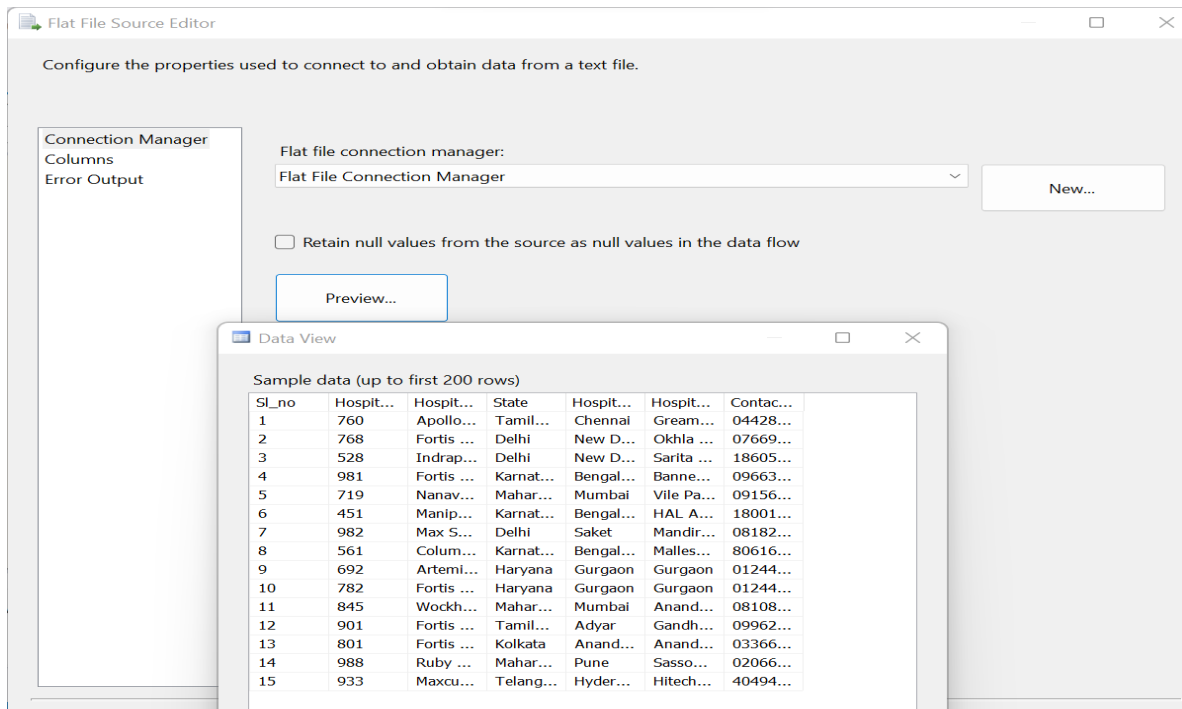 Flat File Source Editor
Configure the properties used to connect to and obtain data from a text file.
Connection Manager
Columns
Error Output
Flat file connection manager:
Flat File Connection Manager
New...
Retain null values from the source as null values in the data flow
Preview...
Data View
Sample data (up to first 200 rows)
Sl_no Hospit... Hospit... State Hospit... Hospit... Contac...
1 760 Apollo... Tamil... Chennai Gream... 04428...
2 768 Fortis ... Delhi New D... Okhla ... 07669...
3 528 Indrap... Delhi New D... Sarita ... 18605...
4 981 Fortis ... Karnat... Bengal... Banne... 09663...
5 719 Nanav... Mahar... Mumbai Vile Pa... 09156...
6 451 Manip... Karnat... Bengal... HAL A... 18001...
7 982 Max S... Delhi Saket Mandir... 08182...
8 561 Colum... Karnat... Bengal... Malles... 80616...
9 692 Artemi... Haryana Gurgaon Gurgaon 01244...
10 782 Fortis ... Haryana Gurgaon Gurgaon 01244...
11 845 Wockh... Mahar... Mumbai Anand... 08108...
12 901 Fortis ... Tamil... Adyar Gandh... 09962...
13 801 Fortis ... Kolkata Anand... Anand... 03366...
14 988 Ruby ... Mahar... Pune Sasso... 02066...
15 933 Maxcu... Telang... Hyder... Hitech... 40494...